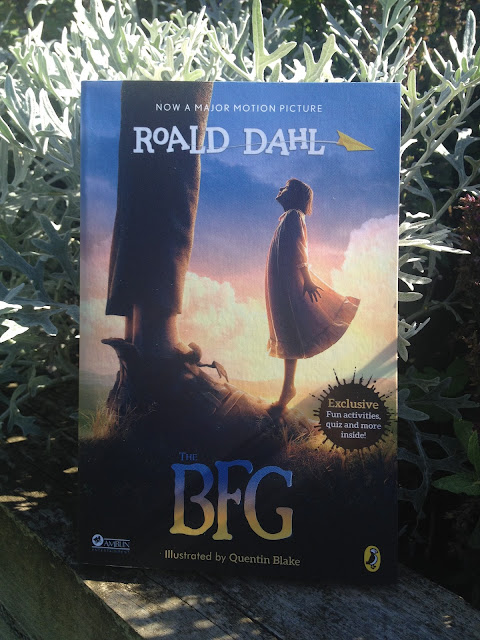 NOW A MAJOR MOTION PICTURE
ROALD DAHL
Exclusive
Fun activities,
quiz and more
inside!
THE
BFG
AMBLIN
Illustrated by Quentin Blake